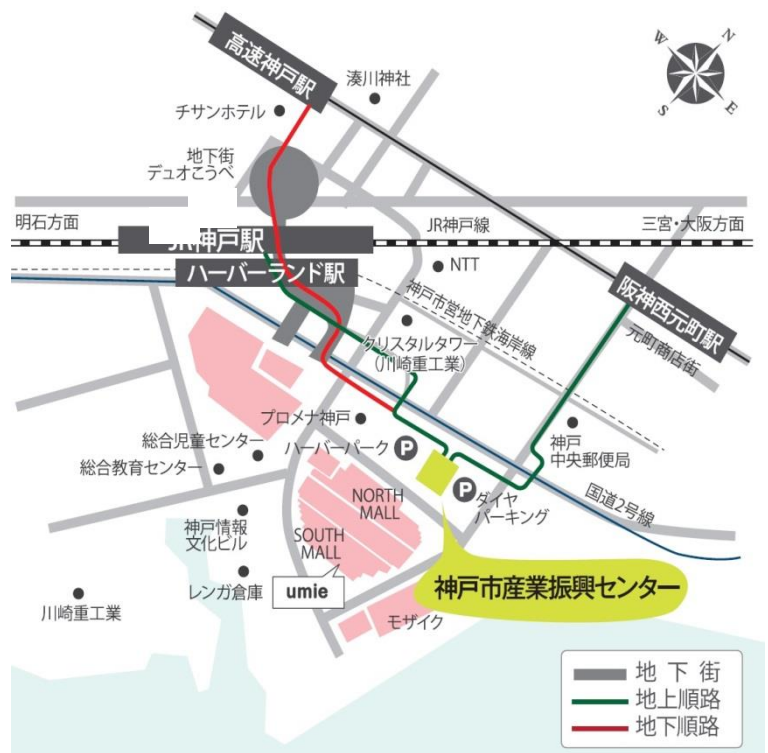 高速神戸駅
湊川神社
チサンホテル
地下街
デュオこうべ
W
N
S
E
明石方面
JR神戸線
三宮・大阪方面
JR神戸駅
ハーバーランド駅
NTT
神戸市営地下鉄海岸線
阪神西元町駅
元町商店街
クリスタルタワー
(川崎重工業)
プロメナ神戸
ハーバーパーク
P
総合児童センター
総合教育センター
神戸
中央郵便局
国道2号線
P
ダイヤ
パーキング
NORTH
MALL
SOUTH
MALL
神戸情報
文化ビル
レンガ倉庫
umie
川崎重工業
モザイク
神戸市産業振興センター
地下街
地上順路
地下順路